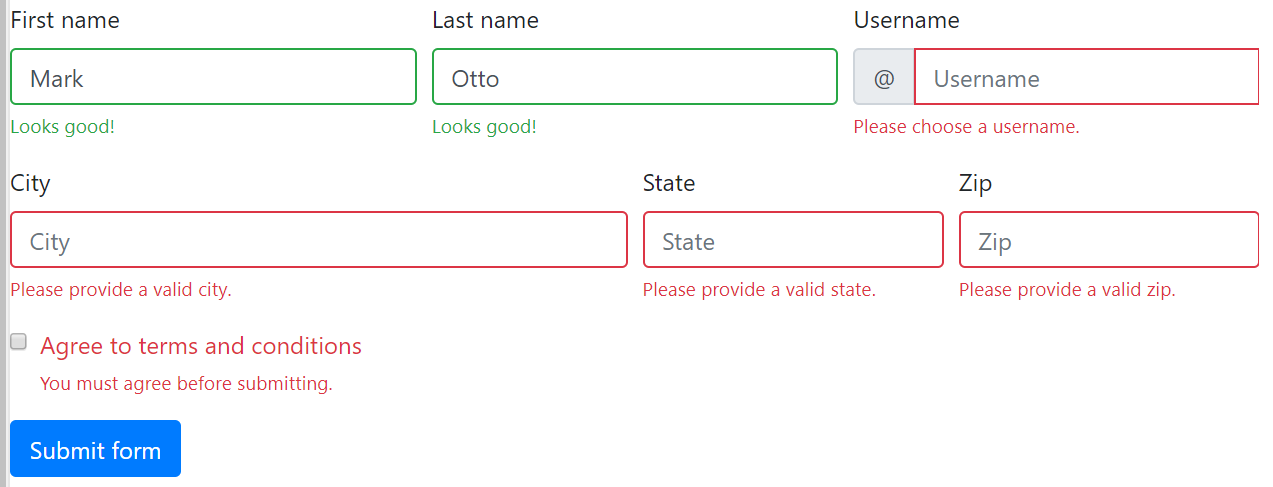 First name Last name Username
Mark Otto @ Username
Looks good! Looks good! Please choose a username.
City State Zip
City State Zip
Please provide a valid city. Please provide a valid state. Please provide a valid zip.
Agree to terms and conditions
You must agree before submitting.
Submit form